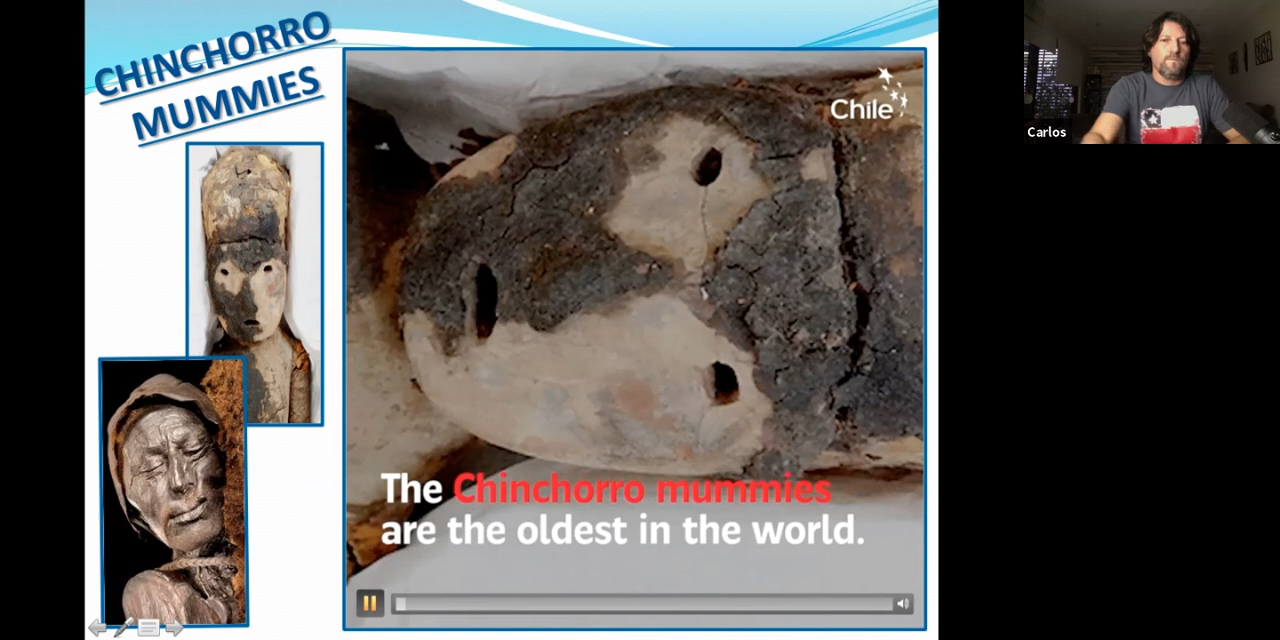 CHINCHORRO
MUMMIES
Chile
The Chinchorro mummies
are the oldest in the world.
Carlos